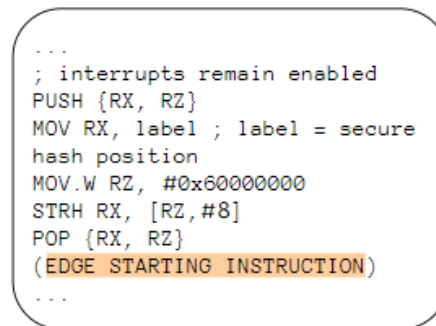 ...
; interrupts remain enabled
PUSH {RX, RZ}
MOV RX, label ; label = secure
hash position
MOV.W RZ, #0x60000000
STRH RX, [RZ,#8]
POP {RX, RZ}
(EDGE STARTING INSTRUCTION)
...